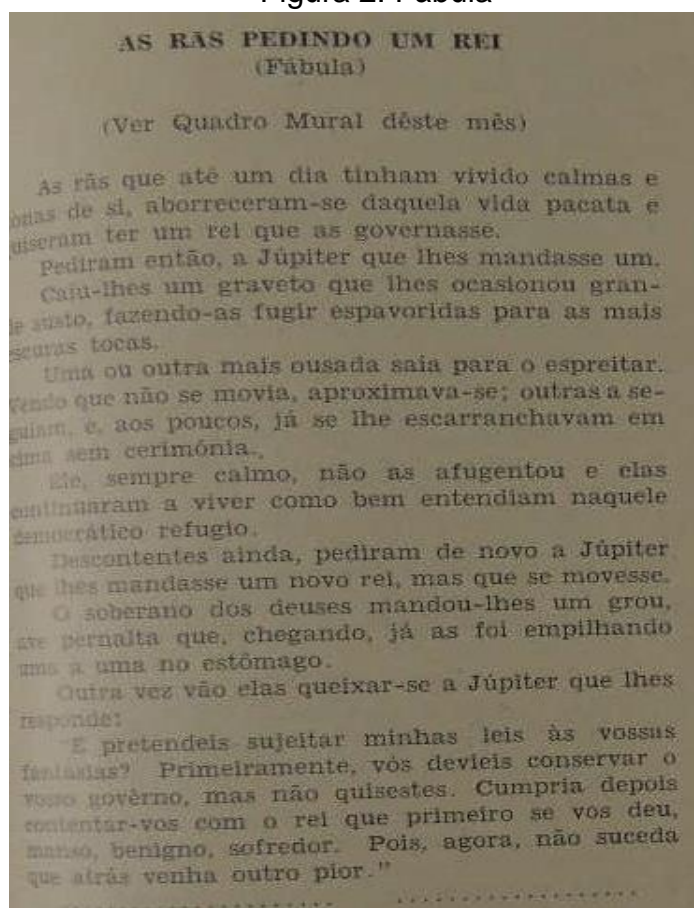 Figura 2: Fábula
AS RÃS PEDINDO UM REI
(Fábula)
(Ver Quadro Mural dêste mês)
As rãs que até um dia tinham vivido calmas e
donas de si, aborreceram-se daquela vida pacata e
quiseram ter um rei que as governasse.
Pediram então, a Júpiter que lhes mandasse um.
Caiu-lhes um graveto que lhes ocasionou gran-
de susto, fazendo-as fugir espavoridas para as mais
escuras tocas.
Uma ou outra mais ousada saia para o espreitar.
Vendo que não se movia, aproximava-se; outras a se-
guiam, e, aos poucos, já se lhe escarranchavam em
cima sem cerimônia.,
Ele, sempre calmo, não as afugentou e elas
continuaram a viver como bem entendiam naquele
democrático refugio.
Descontentes ainda, pediram de novo a Júpiter
que lhes mandasse um novo rei, mas que se movesse.
O soberano dos deuses mandou-lhes um grou,
ave pernalta que, chegando, já as foi empilhando
uma a uma no estômago.
Outra vez vão elas queixar-se a Júpiter que lhes
responde:
"E pretendeis sujeitar minhas leis às vossas
fantasias? Primeiramente, vós devieis conservar o
vosso govêrno, mas não quisestes. Cumpria depois
contentar-vos com o rei que primeiro se vos deu,
manso, benigno, sofredor. Pois, agora, não suceda
que atrás venha outro pior."